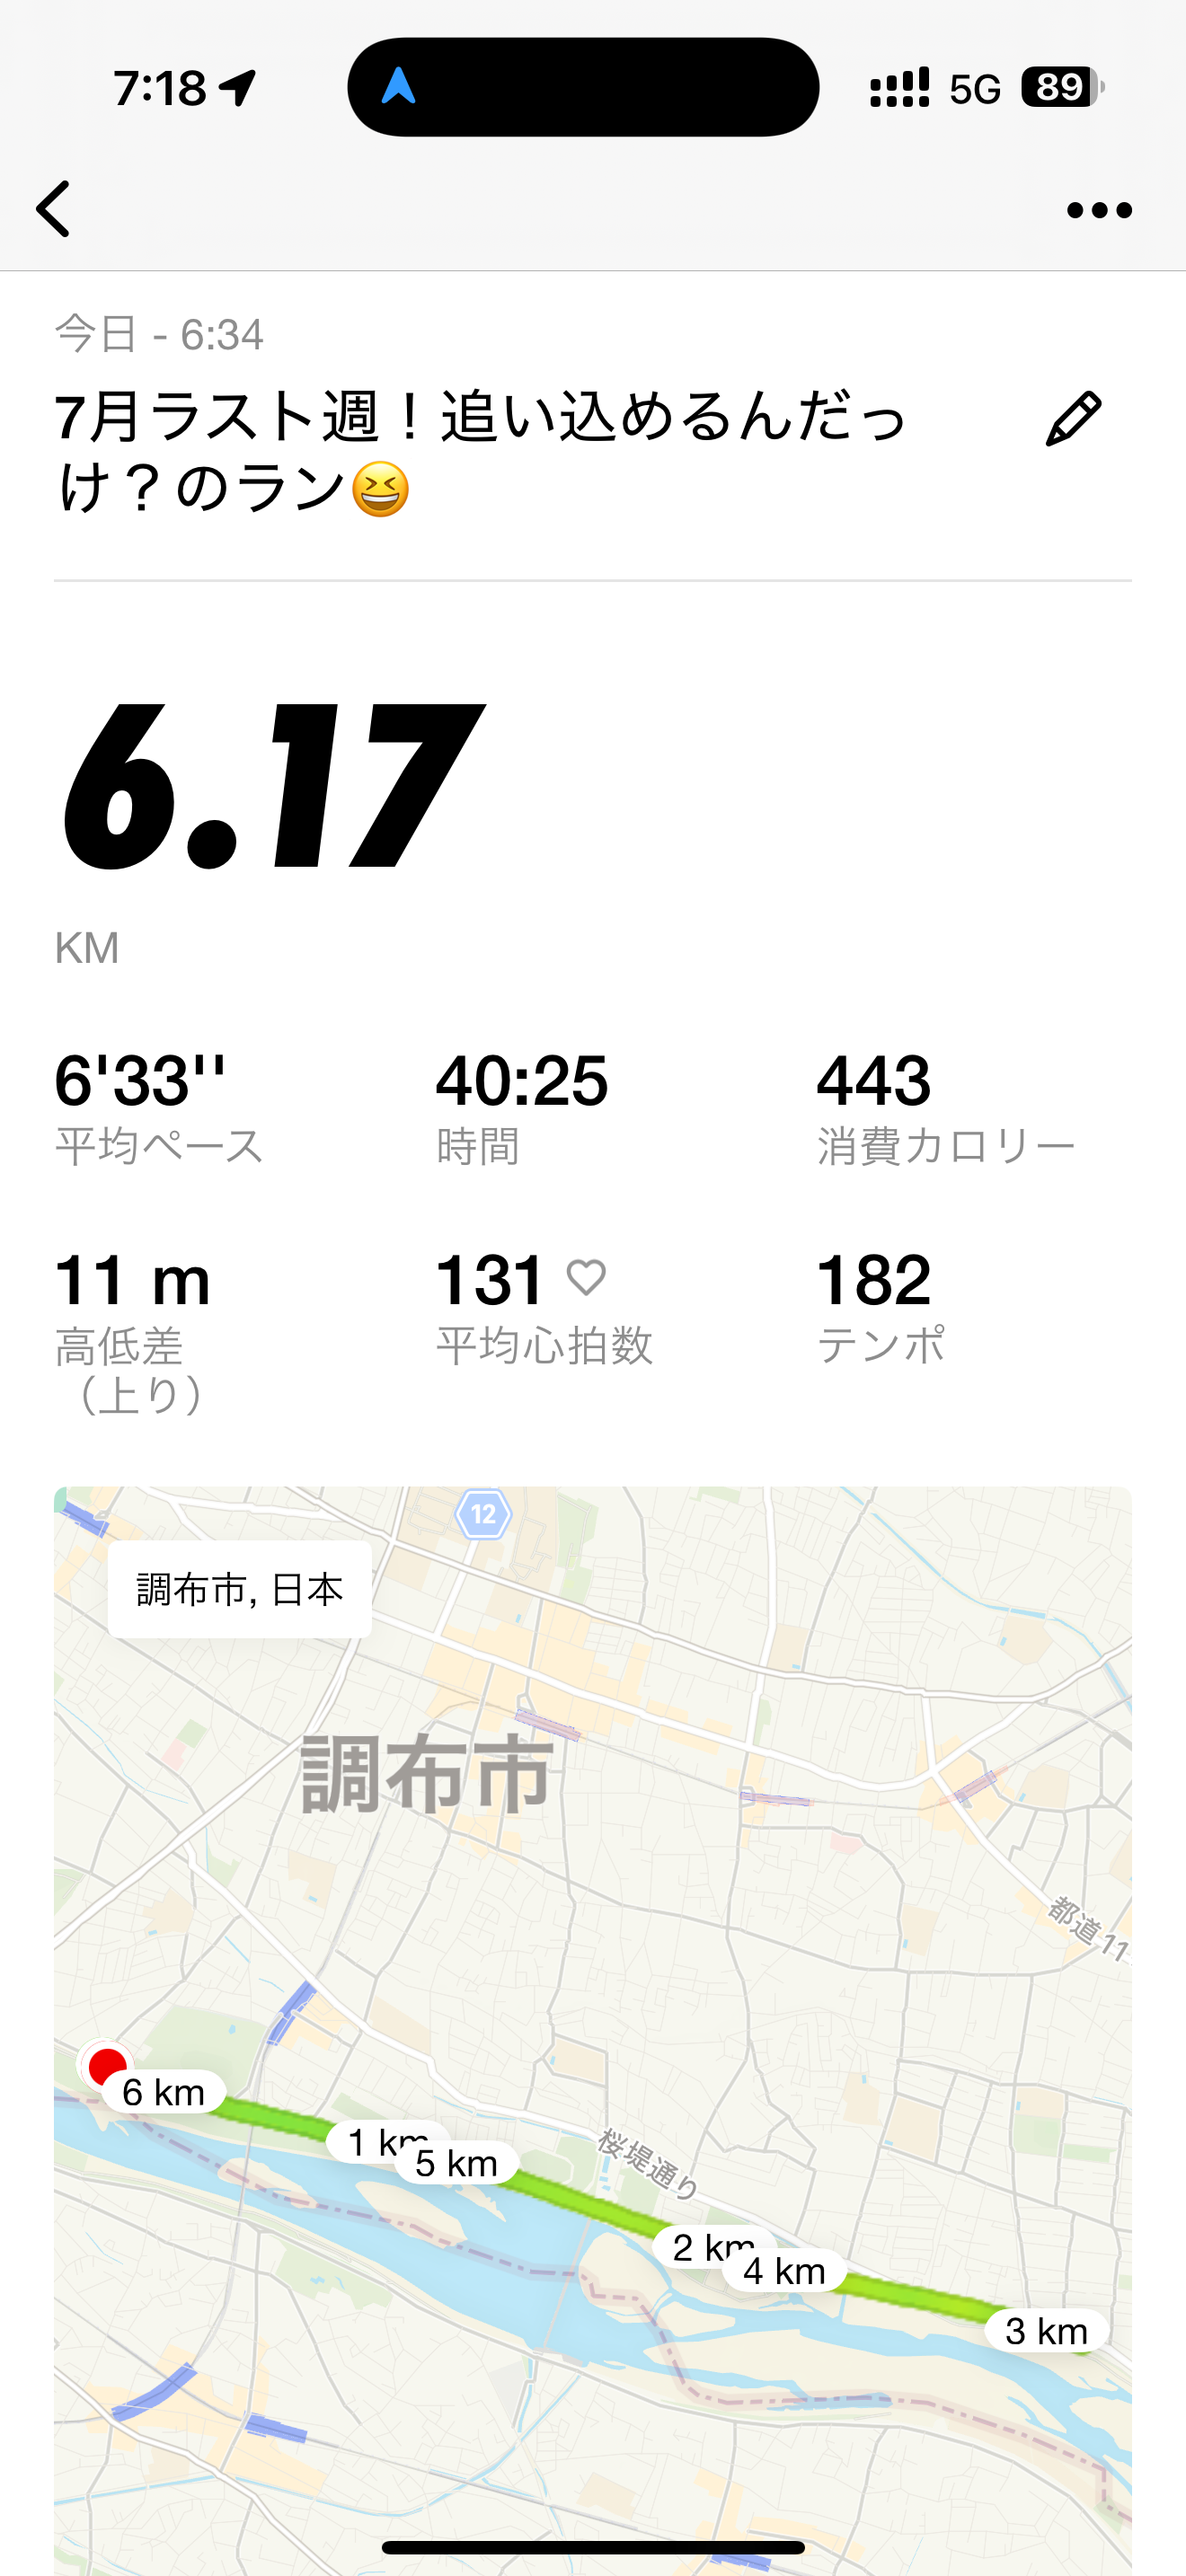 7:18
5G
89
今日 - 6:34
7月ラスト週！追い込めるんだっ
け？のラン😆
6.17
KM
6'33''
40:25
443
平均ペース
時間
消費カロリー
11 m
131
182
高低差
（上り）
平均心拍数
テンポ
12
調布市, 日本
調布市
都道 11
6 km
1 km
5 km
桜堤通り
2 km
4 km
3 km